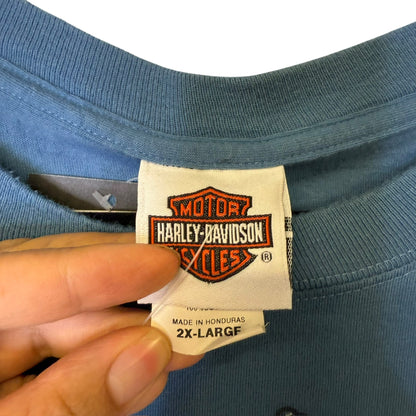 MOTOR
HARLEY-DAVIDSON
®
CYCLES
MADE IN HONDURAS
2X-LARGE